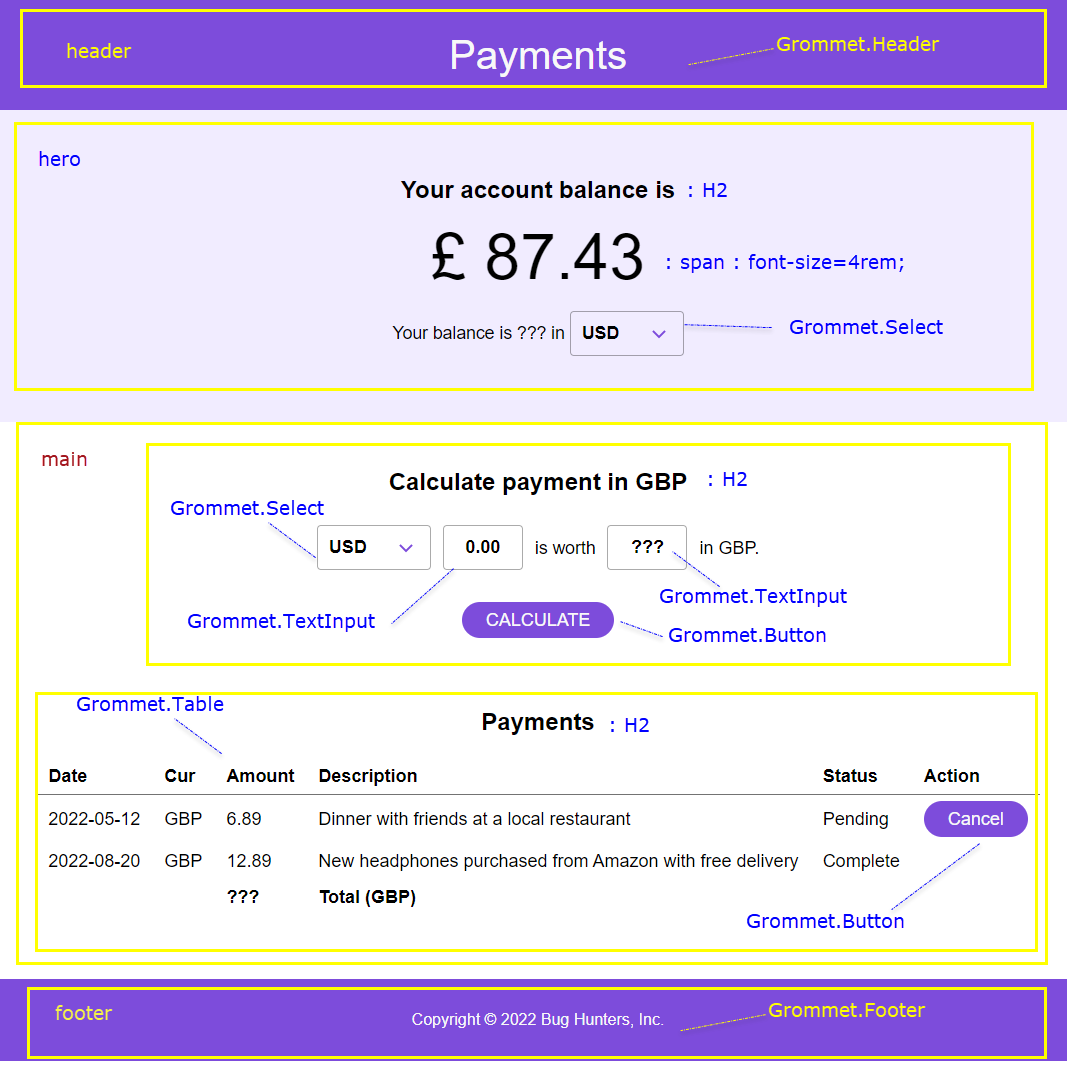 header
Payments
Grommet.Header
hero
Your account balance is : H2
£ 87.43 : span : font-size=4rem;
Your balance is ??? in USD Grommet.Select
main
Calculate payment in GBP : H2
Grommet.Select
USD 0.00 is worth ??? in GBP.
Grommet.TextInput
Grommet.TextInput
CALCULATE
Grommet.Button
Grommet.Table
Payments : H2
Date Cur Amount Description Status Action
2022-05-12 GBP 6.89 Dinner with friends at a local restaurant Pending Cancel
2022-08-20 GBP 12.89 New headphones purchased from Amazon with free delivery Complete
??? Total (GBP)
Grommet.Button
footer
Copyright © 2022 Bug Hunters, Inc.
Grommet.Footer